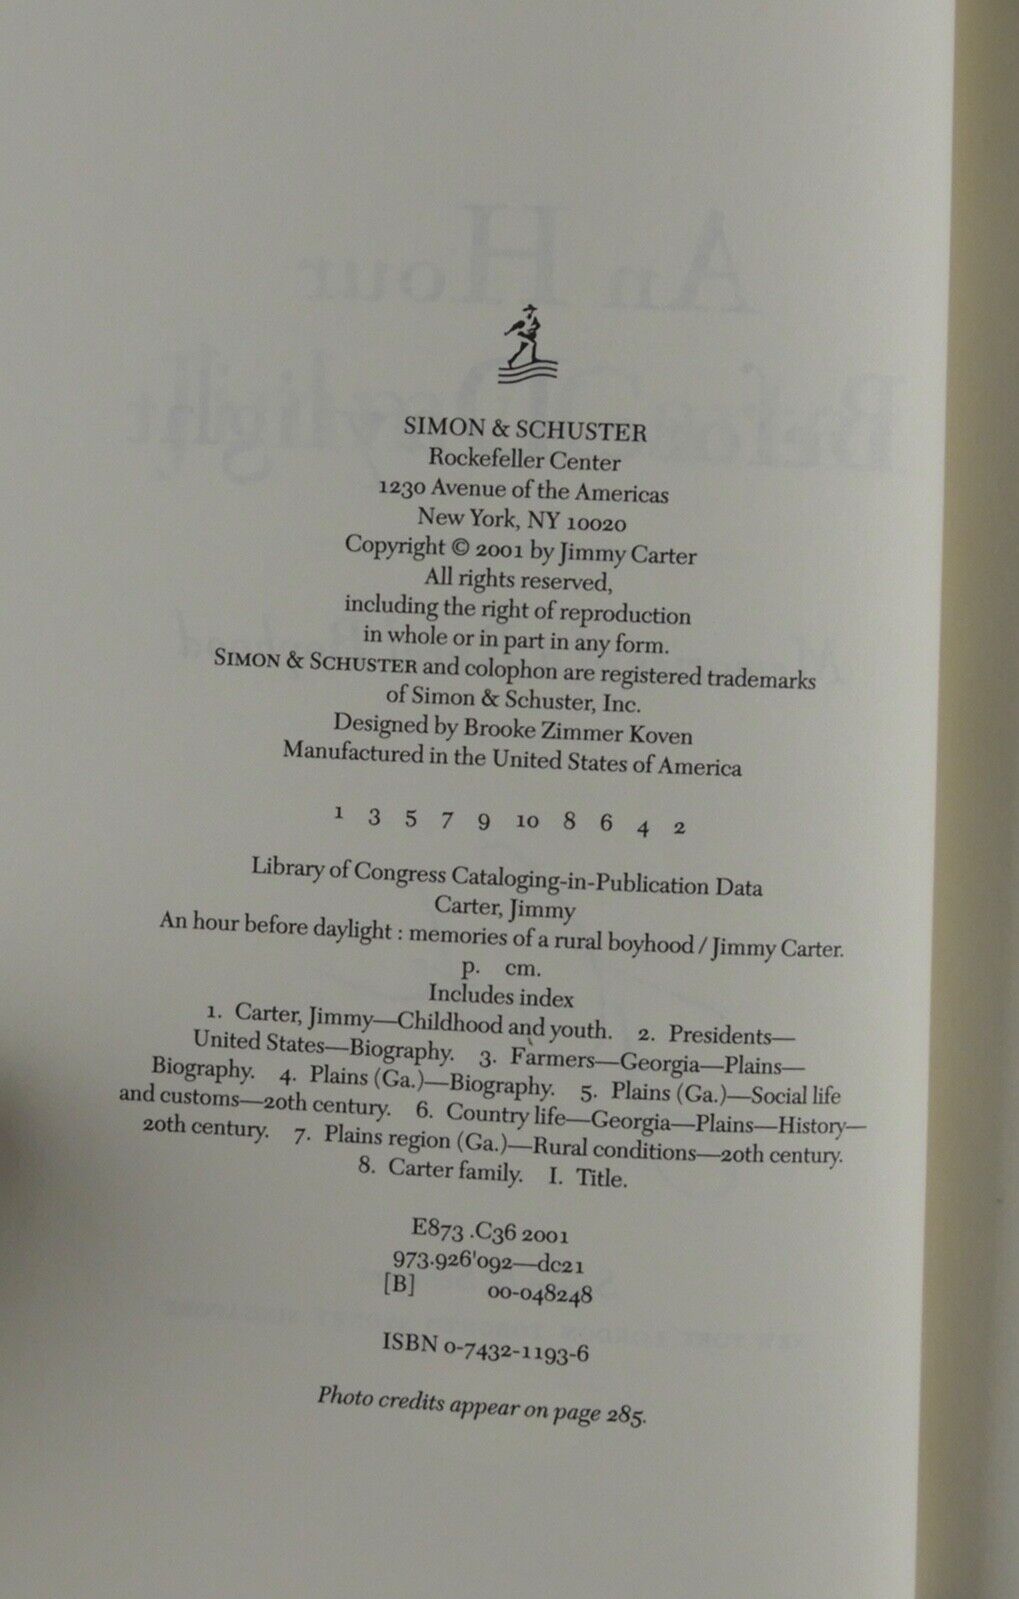 SIMON & SCHUSTER
Rockefeller Center
1230 Avenue of the Americas
New York, NY 10020
Copyright © 2001 by Jimmy Carter
All rights reserved,
including the right of reproduction
in whole or in part in any form.
SIMON & SCHUSTER and colophon are registered trademarks
of Simon & Schuster, Inc.
Designed by Brooke Zimmer Koven
Manufactured in the United States of America
1 3 5 7 9 10 8 6 4 2
Library of Congress Cataloging-in-Publication Data
Carter, Jimmy
An hour before daylight : memories of a rural boyhood / Jimmy Carter.
p. cm.
Includes index
1. Carter, Jimmy—Childhood and youth. 2. Presidents—
United States—Biography. 3. Farmers—Georgia—Plains—
Biography. 4. Plains (Ga.)—Biography. 5. Plains (Ga.)—Social life
and customs—20th century. 6. Country life—Georgia—Plains—History—
20th century. 7. Plains region (Ga.)—Rural conditions—20th century.
8. Carter family. I. Title.
E873 .C36 2001
973.926'092—dc21
[B] 00-048248
ISBN 0-7432-1193-6
Photo credits appear on page 285.